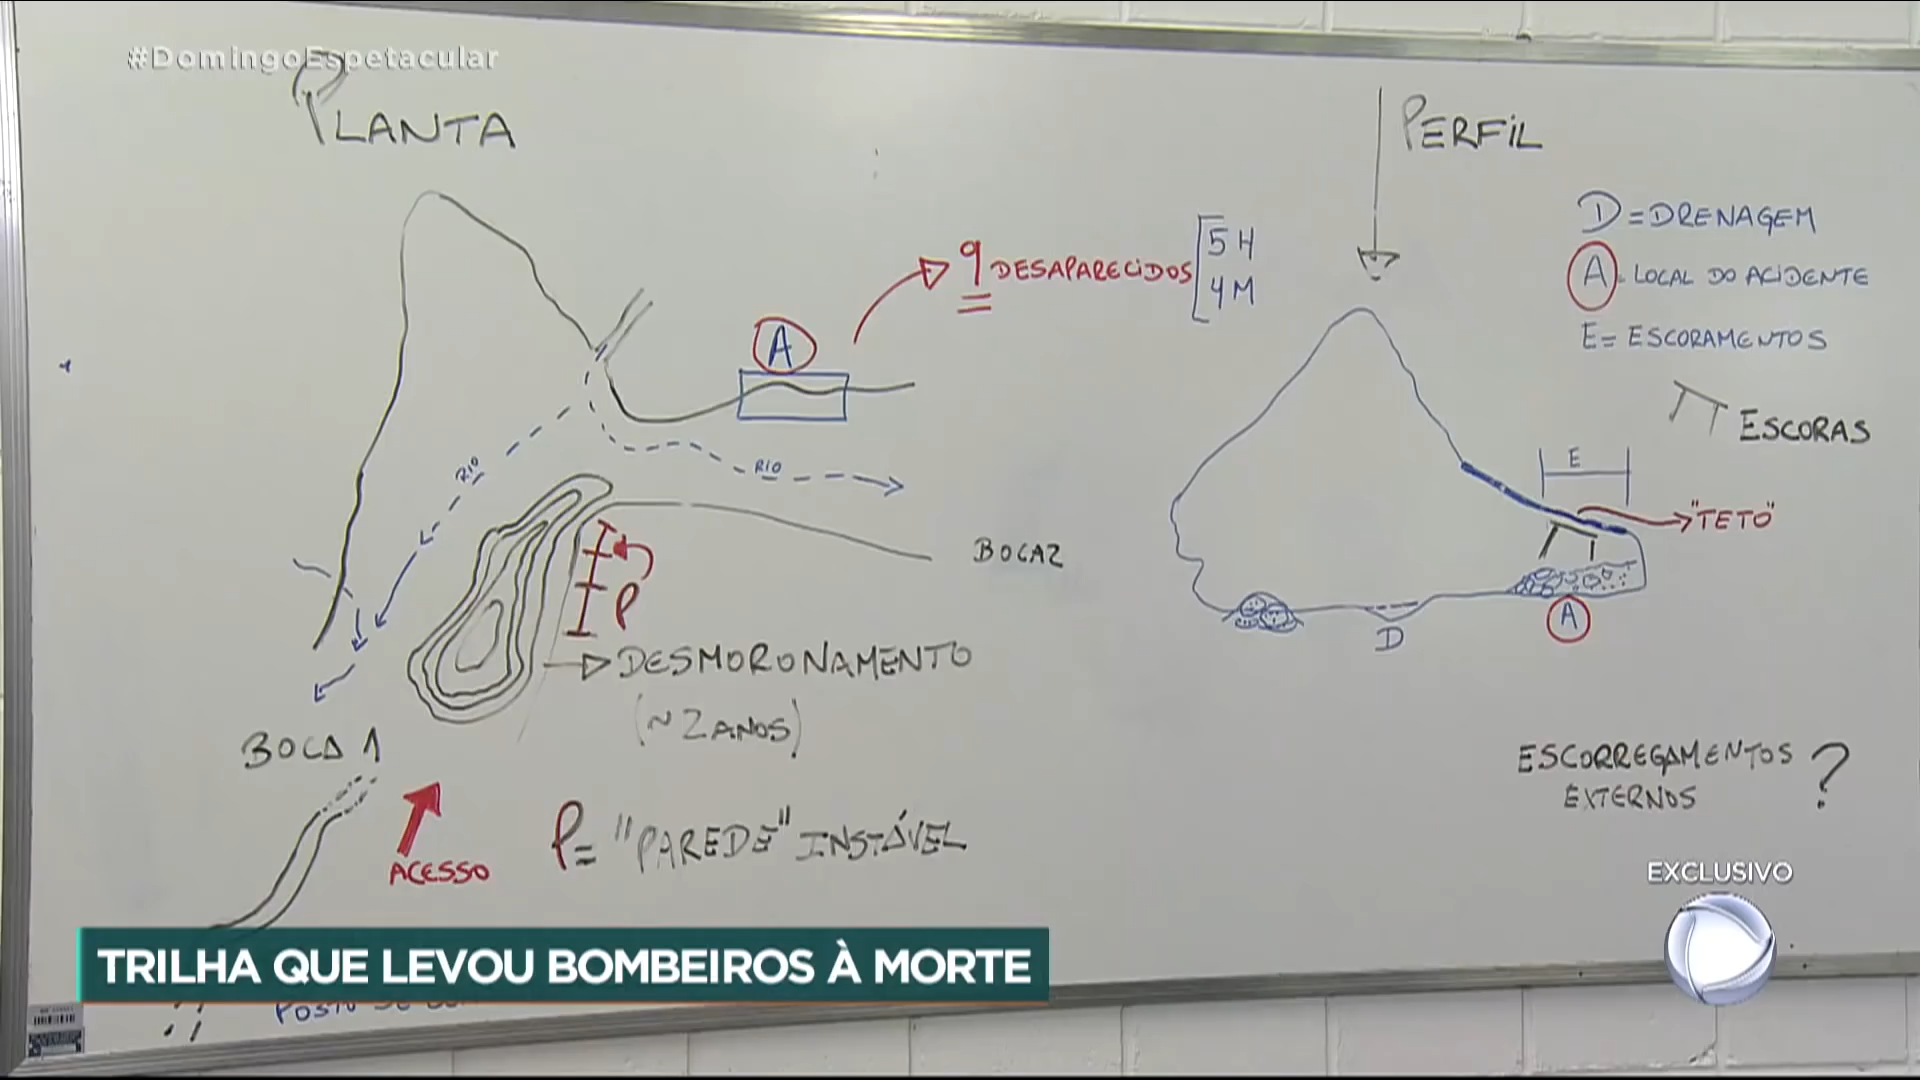 #DomingoEspetacular
PLANTA
PERFIL
D = DRENAGEM
A = LOCAL DO ACIDENTE
E = ESCORAMENTOS
ESCORAS
9 DESAPARECIDOS
5 H
4 M
A
RIO
RIO
BOCA 2
P
DESMORONAMENTO
(~ 2 ANOS)
BOCA 1
ACESSO
P = "PAREDE" INSTÁVEL
E
"TETO"
A
D
ESCORREGAMENTOS
EXTERNOS
?
EXCLUSIVO
TRILHA QUE LEVOU BOMBEIROS À MORTE
POSTO